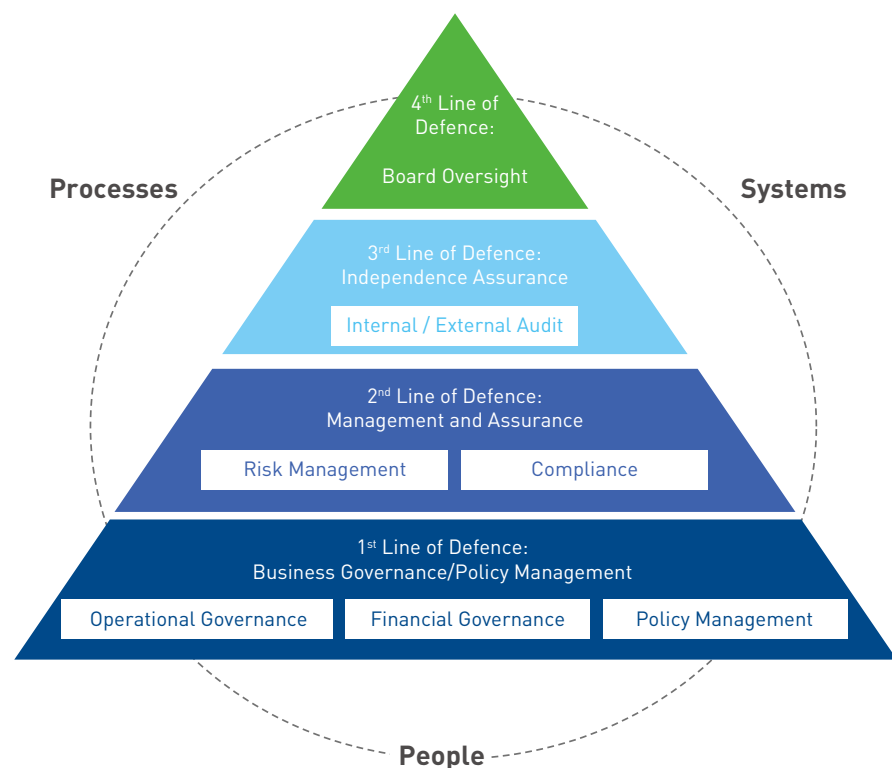 4th Line of
Defence:
Board Oversight
Processes
Systems
3rd Line of Defence:
Independence Assurance
Internal / External Audit
2nd Line of Defence:
Management and Assurance
Risk Management
Compliance
1st Line of Defence:
Business Governance/Policy Management
Operational Governance
Financial Governance
Policy Management
People